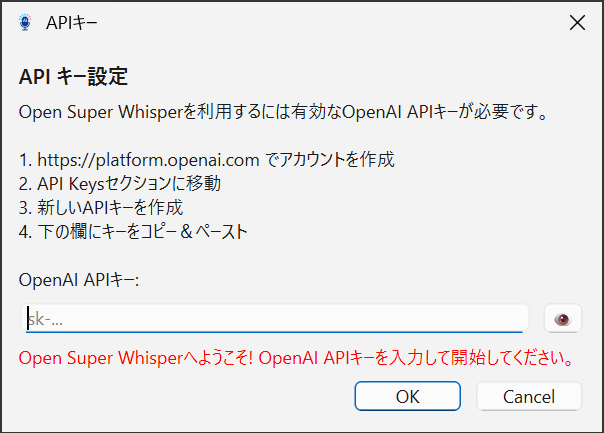 APIキー
API キー設定
Open Super Whisperを利用するには有効なOpenAI APIキーが必要です。
1. https://platform.openai.com でアカウントを作成
2. API Keysセクションに移動
3. 新しいAPIキーを作成
4. 下の欄にキーをコピー＆ペースト
OpenAI APIキー:
sk-...
Open Super Whisperへようこそ! OpenAI APIキーを入力して開始してください。
OK
Cancel